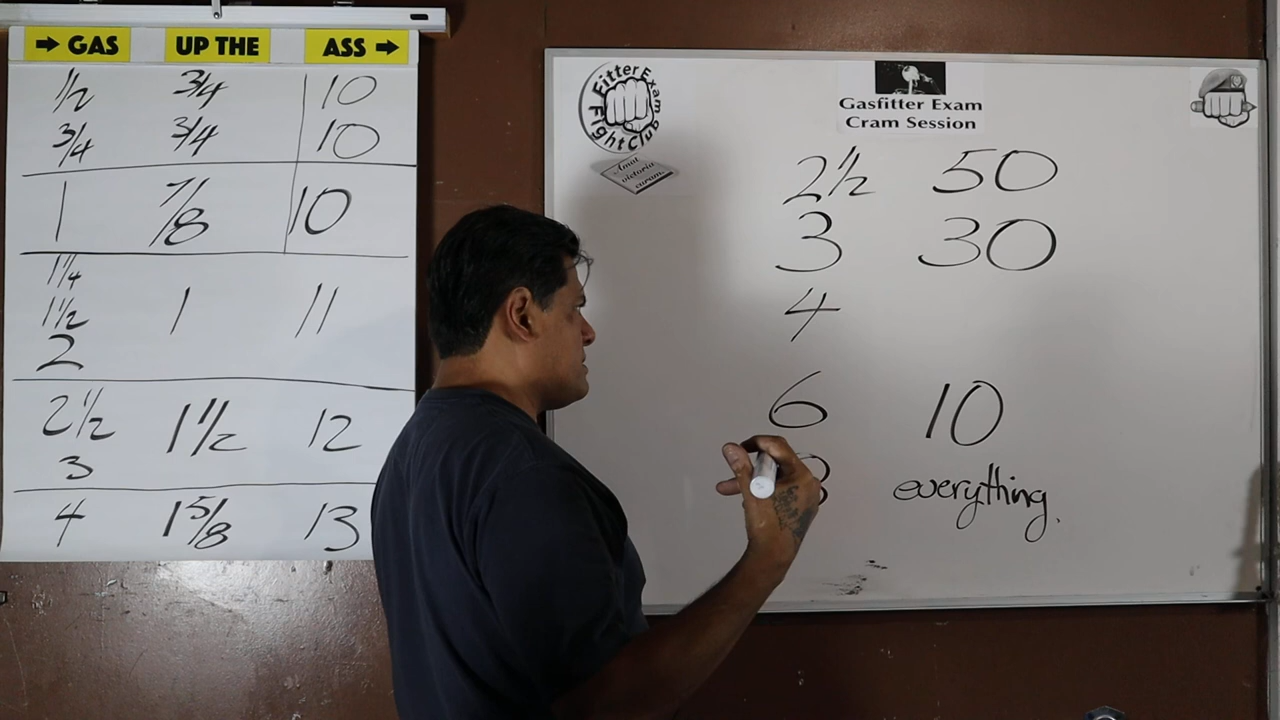 → GAS UP THE ASS →
1/2 3/4 10
3/4 3/4 10
1 7/8 10
1 1/4
1 1/2 1 11
2
2 1/2 1 1/2 12
3
4 1 5/8 13
Fitter Exam
Fight Club
Amat
victoria
curam.
Gasfitter Exam
Cram Session
2 1/2 50
3 30
4
6 10
everything.